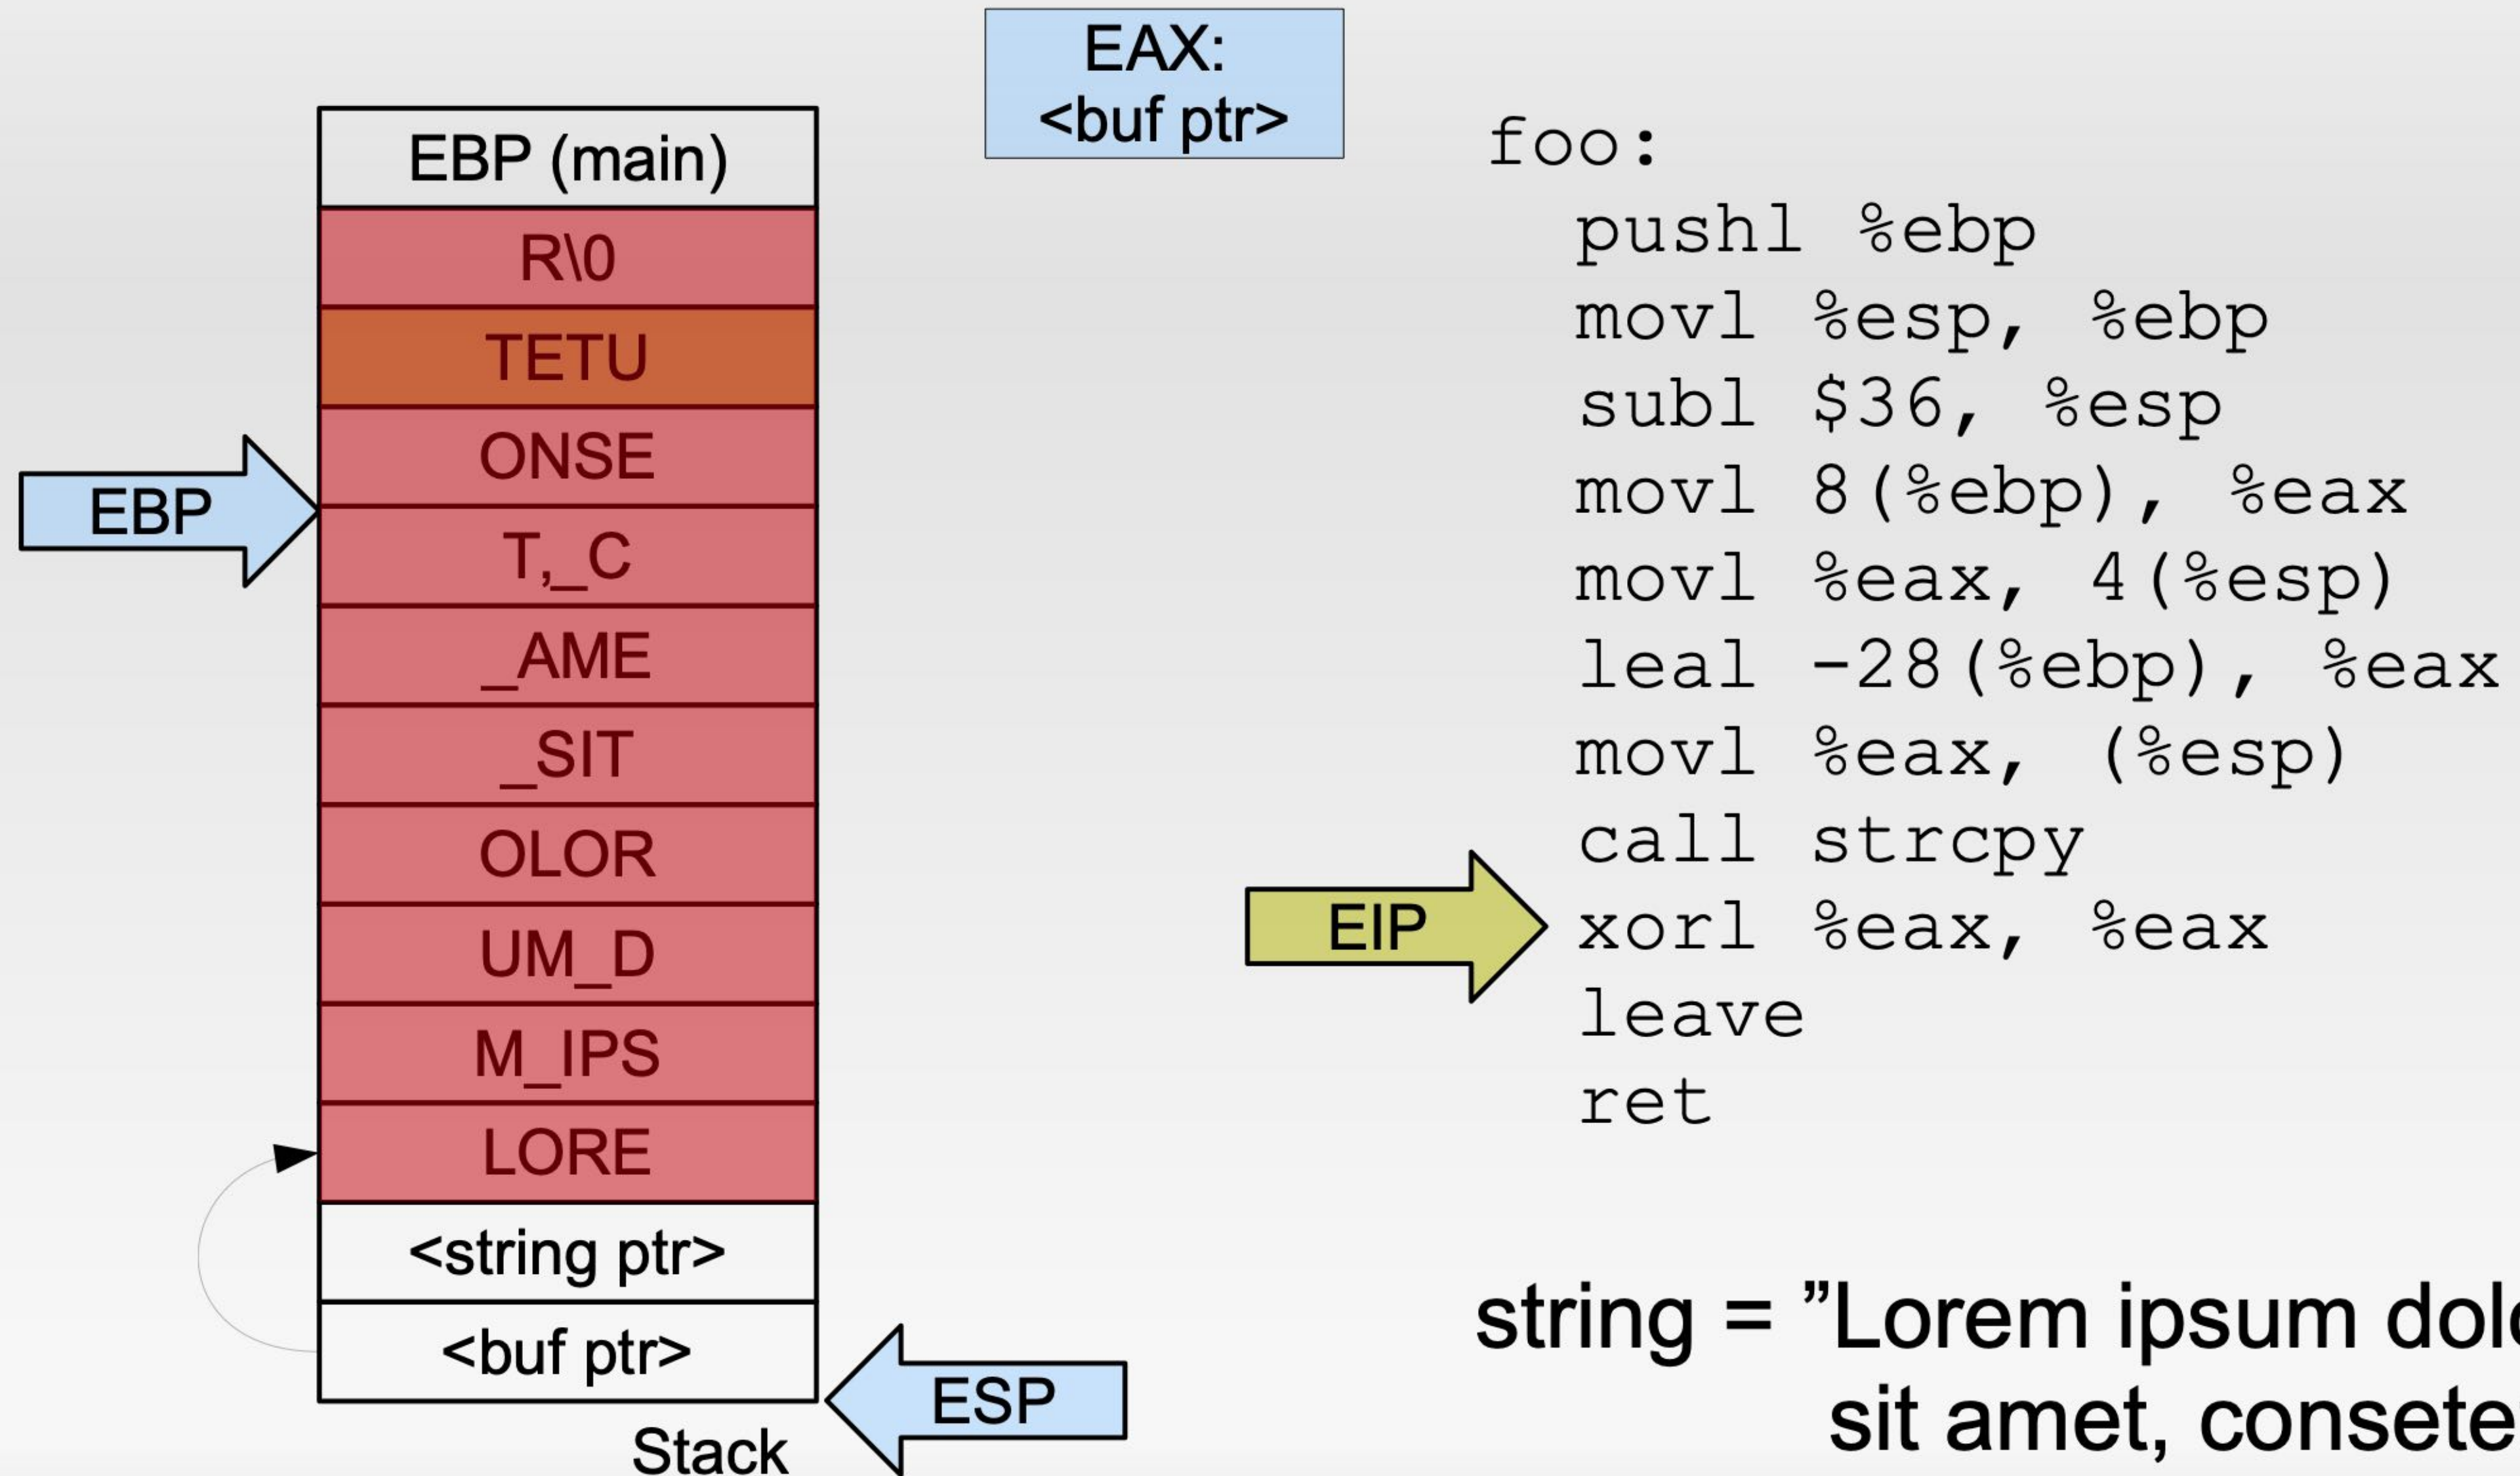 EAX:
<buf ptr>
EBP (main)
R\0
TETU
ONSE
EBP
T,_C
_AME
_SIT
OLOR
UM_D
M_IPS
LORE
<string ptr>
<buf ptr>
ESP
Stack
foo:
pushl %ebp
movl %esp, %ebp
subl $36, %esp
movl 8(%ebp), %eax
movl %eax, 4(%esp)
leal -28(%ebp), %eax
movl %eax, (%esp)
call strcpy
EIP
xorl %eax, %eax
leave
ret
string = ”Lorem ipsum
sit amet,